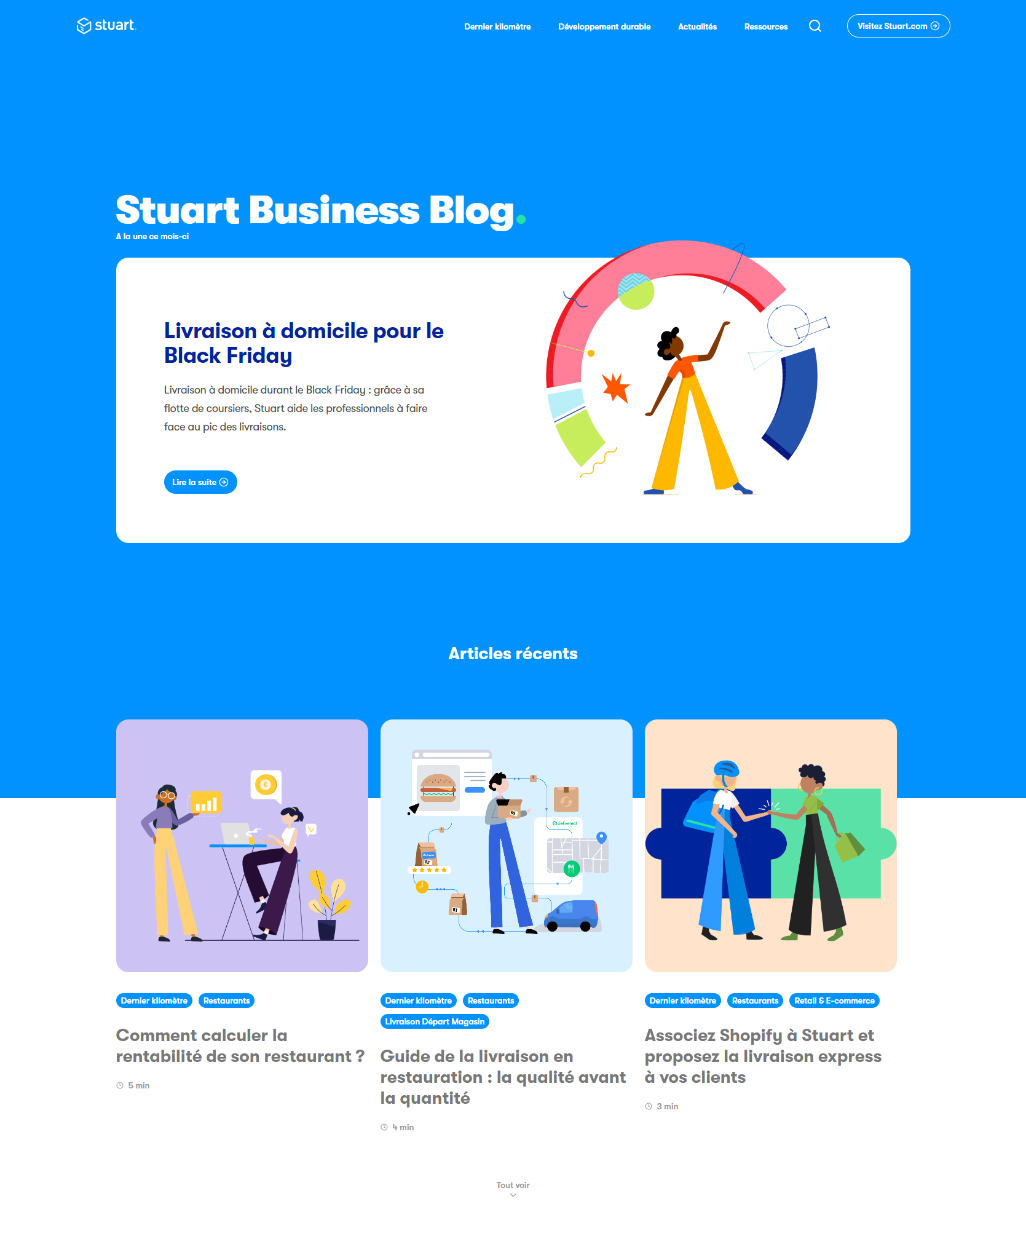 stuart.
Dernier kilomètre
Développement durable
Actualités
Ressources
Visitez Stuart.com
Stuart Business Blog.
A la une ce mois-ci
Livraison à domicile pour le
Black Friday
Livraison à domicile durant le Black Friday : grâce à sa
flotte de coursiers, Stuart aide les professionnels à faire
face au pic des livraisons.
Lire la suite
Articles récents
Dernier kilomètre
Restaurants
Comment calculer la
rentabilité de son restaurant ?
5 min
Dernier kilomètre
Restaurants
Livraison Départ Magasin
Guide de la livraison en
restauration : la qualité avant
la quantité
4 min
Dernier kilomètre
Restaurants
Retail & E-commerce
Associez Shopify à Stuart et
proposez la livraison express
à vos clients
3 min
Tout voir